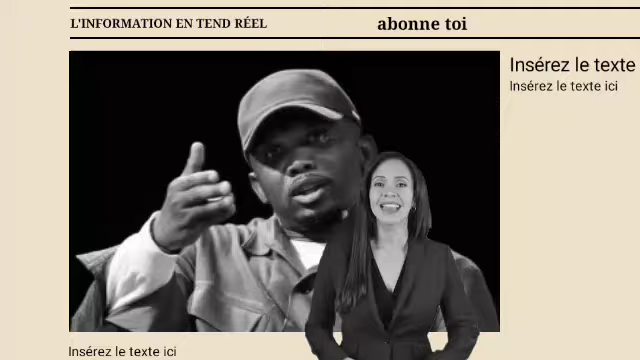 L'INFORMATION EN TEND RÉEL
abonne toi
Insérez le texte
Insérez le texte ici
Insérez le texte ici